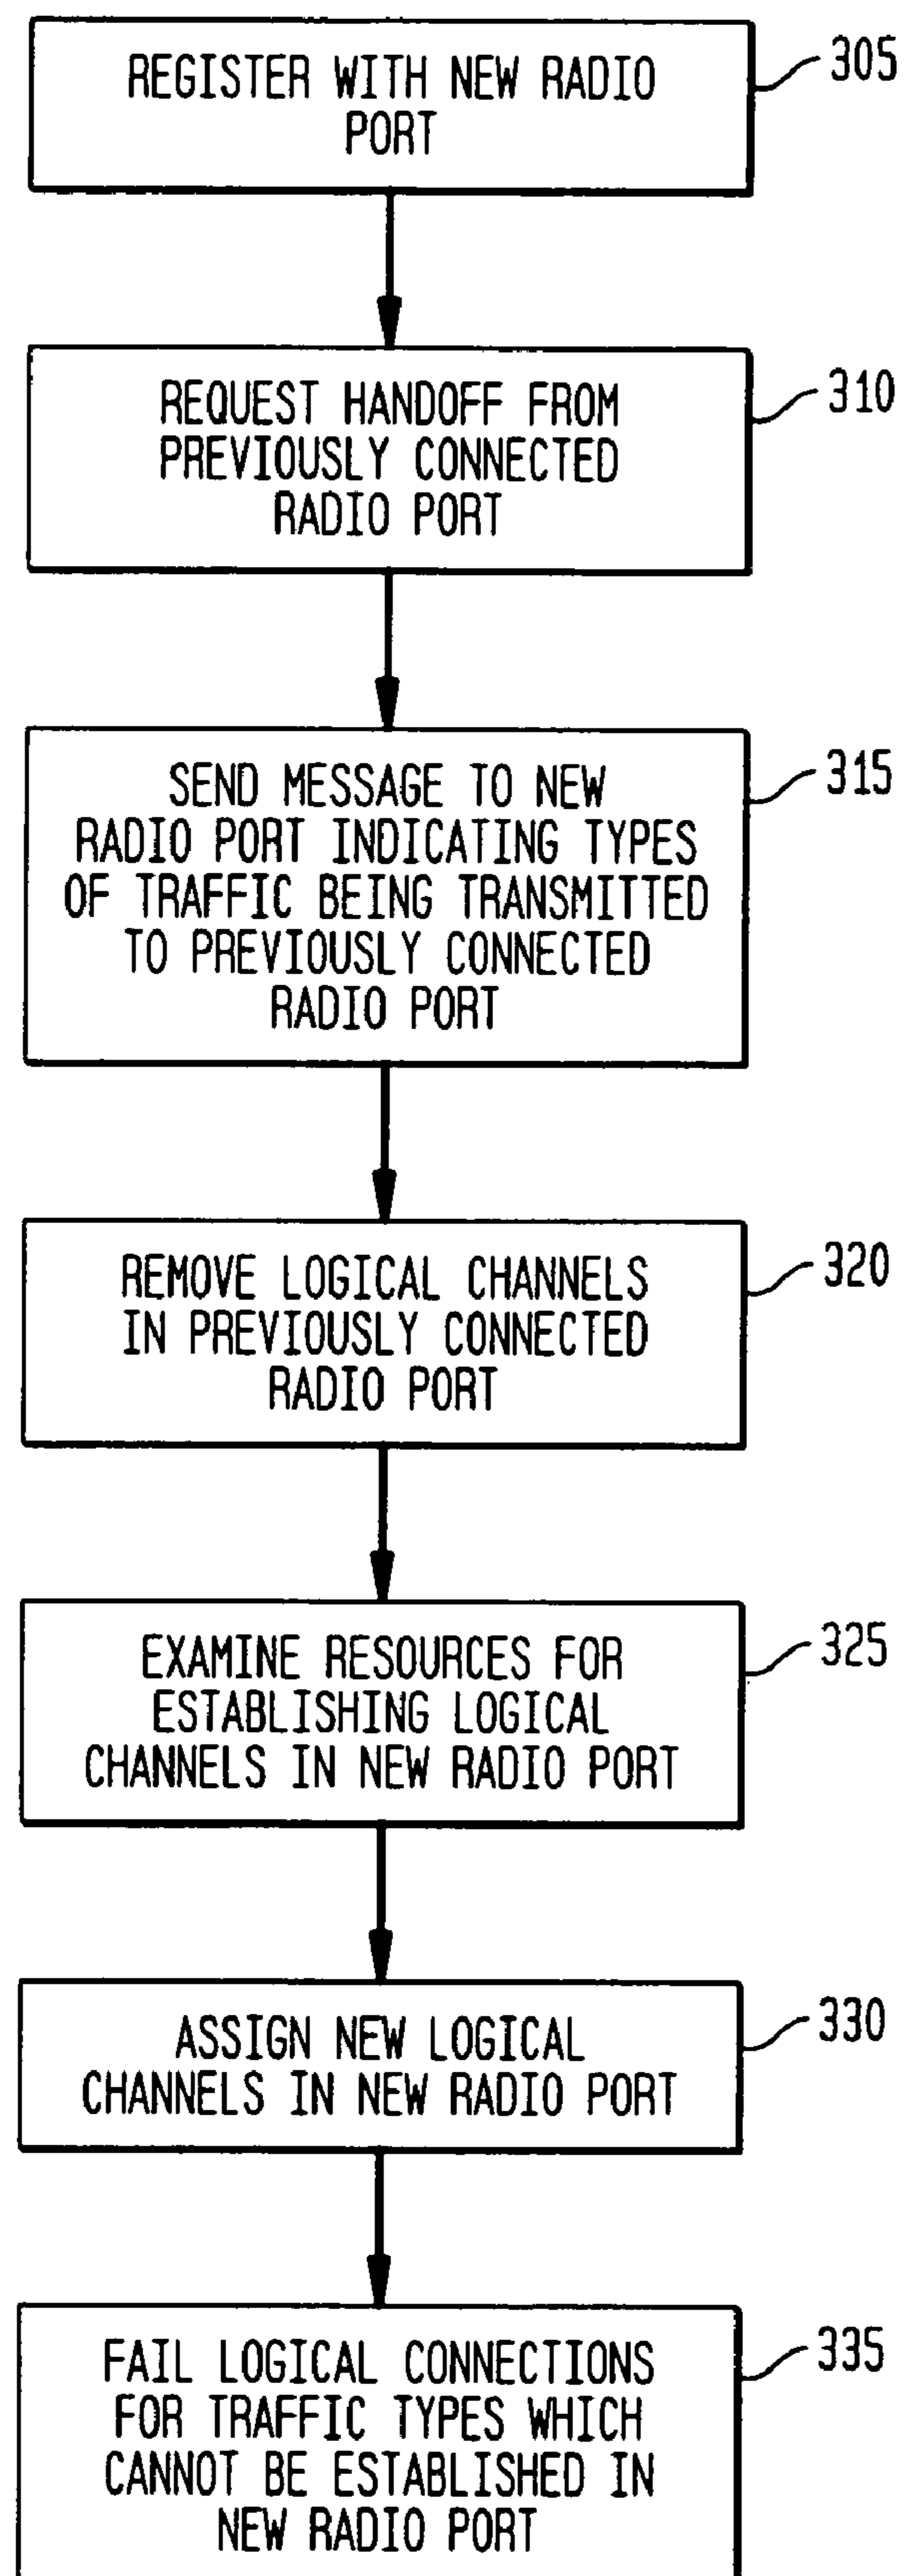 REGISTER WITH NEW RADIO
PORT
305
REQUEST HANDOFF FROM
PREVIOUSLY CONNECTED
RADIO PORT
310
SEND MESSAGE TO NEW
RADIO PORT INDICATING TYPES
OF TRAFFIC BEING TRANSMITTED
TO PREVIOUSLY CONNECTED
RADIO PORT
315
REMOVE LOGICAL CHANNELS
IN PREVIOUSLY CONNECTED
RADIO PORT
320
EXAMINE RESOURCES FOR
ESTABLISHING LOGICAL
CHANNELS IN NEW RADIO PORT
325
ASSIGN NEW LOGICAL
CHANNELS IN NEW RADIO PORT
330
FAIL LOGICAL CONNECTIONS
FOR TRAFFIC TYPES WHICH
CANNOT BE ESTABLISHED IN
NEW RADIO PORT
335